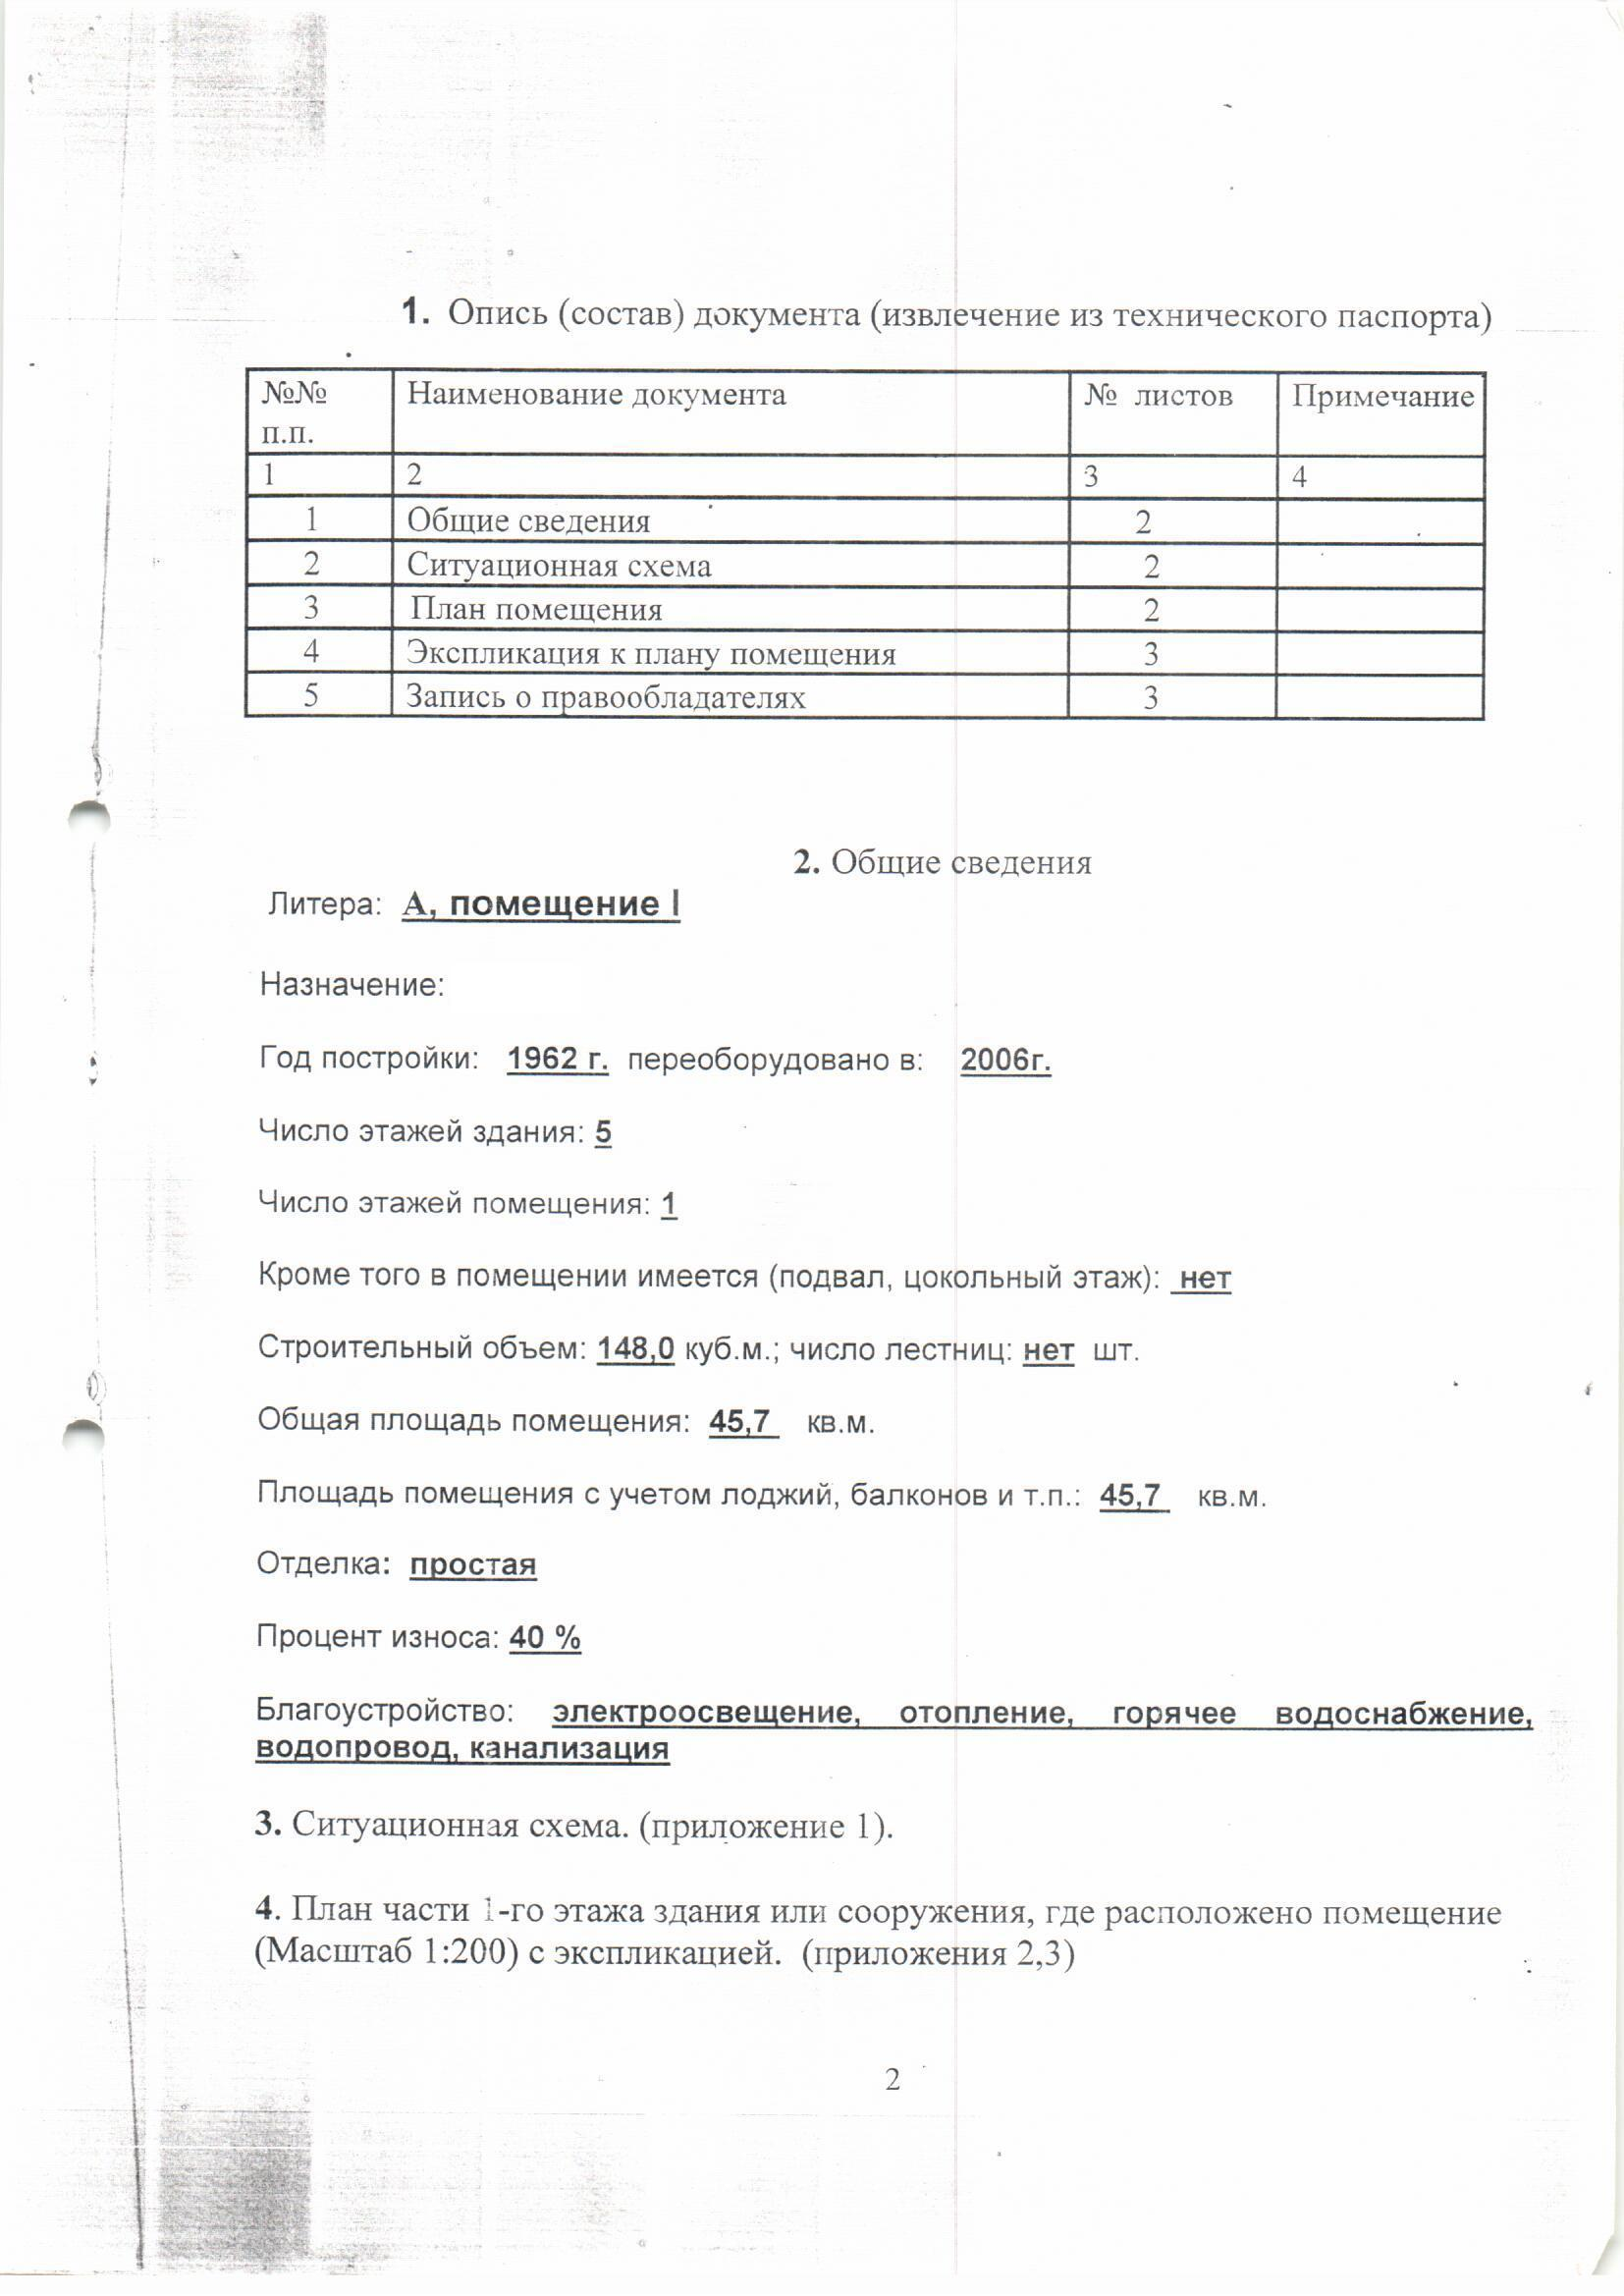 1. Опись (состав) документа (извлечение из технического паспорта)
№№ п.п. Наименование документа № листов Примечание
1 2 3 4
1 Общие сведения 2
2 Ситуационная схема 2
3 План помещения 2
4 Экспликация к плану помещения 3
5 Запись о правообладателях 3
2. Общие сведения
Литера: А, помещение I
Назначение:
Год постройки: 1962 г. переоборудовано в: 2006г.
Число этажей здания: 5
Число этажей помещения: 1
Кроме того в помещении имеется (подвал, цокольный этаж): нет
Строительный объем: 148,0 куб.м.; число лестниц: нет шт.
Общая площадь помещения: 45,7 кв.м.
Площадь помещения с учетом лоджий, балконов и т.п.: 45,7 кв.м.
Отделка: простая
Процент износа: 40 %
Благоустройство: электроосвещение, отопление, горячее водоснабжение,
водопровод, канализация
3. Ситуационная схема. (приложение 1).
4. План части 1-го этажа здания или сооружения, где расположено помещение
(Масштаб 1:200) с экспликацией. (приложения 2,3)
2